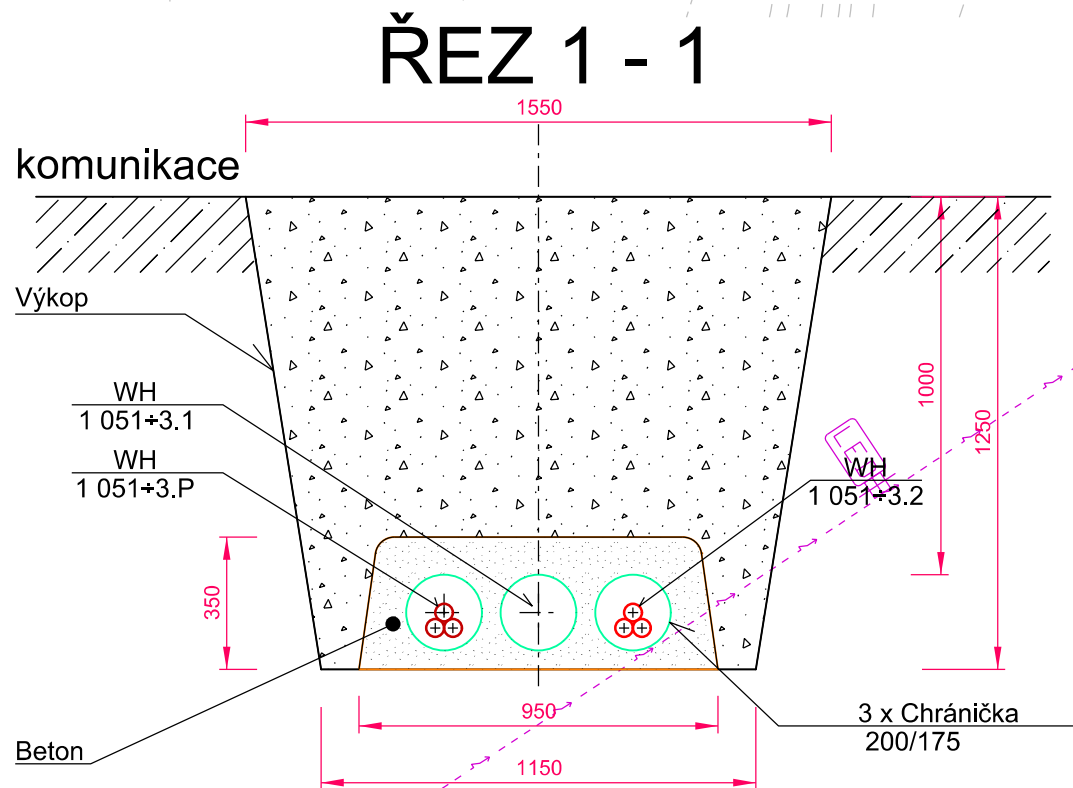 ŘEZ 1 - 1
1550
komunikace
Výkop
WH
1 051÷3.1
WH
1 051÷3.P
WH
1 051÷3.2
1000
1250
350
950
1150
3 x Chránička
200/175
Beton